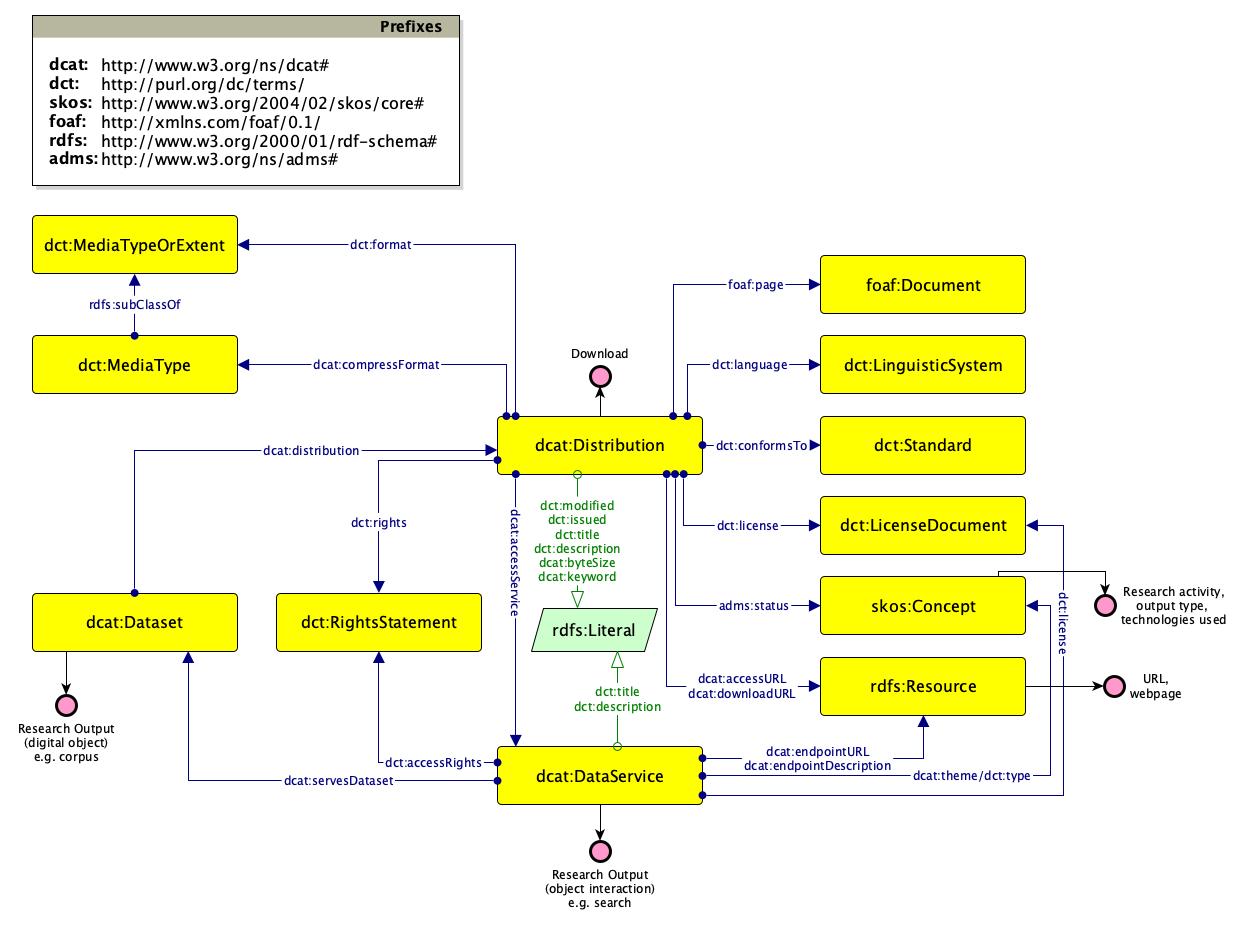 Prefixes
dcat: http://www.w3.org/ns/dcat#
dct: http://purl.org/dc/terms/
skos: http://www.w3.org/2004/02/skos/core#
foaf: http://xmlns.com/foaf/0.1/
rdfs: http://www.w3.org/2000/01/rdf-schema#
adms: http://www.w3.org/ns/adms#
dct:MediaTypeOrExtent
dct:format
rdfs:subClassOf
dct:MediaType
dcat:compressFormat
Download
foaf:page
foaf:Document
dct:language
dct:LinguisticSystem
dcat:Distribution
dct:conformsTo
dct:Standard
dcat:distribution
dct:rights
dcat:accessService
dct:modified
dct:issued
dct:title
dct:description
dcat:byteSize
dcat:keyword
dct:license
dct:LicenseDocument
adms:status
skos:Concept
dct:license
Research activity,
output type,
technologies used
dcat:Dataset
dct:RightsStatement
rdfs:Literal
dcat:accessURL
dcat:downloadURL
rdfs:Resource
URL,
webpage
Research Output
(digital object)
e.g. corpus
dct:title
dct:description
dct:accessRights
dcat:servesDataset
dcat:DataService
dcat:endpointURL
dcat:endpointDescription
dcat:theme/dct:type
Research Output
(object interaction)
e.g. search